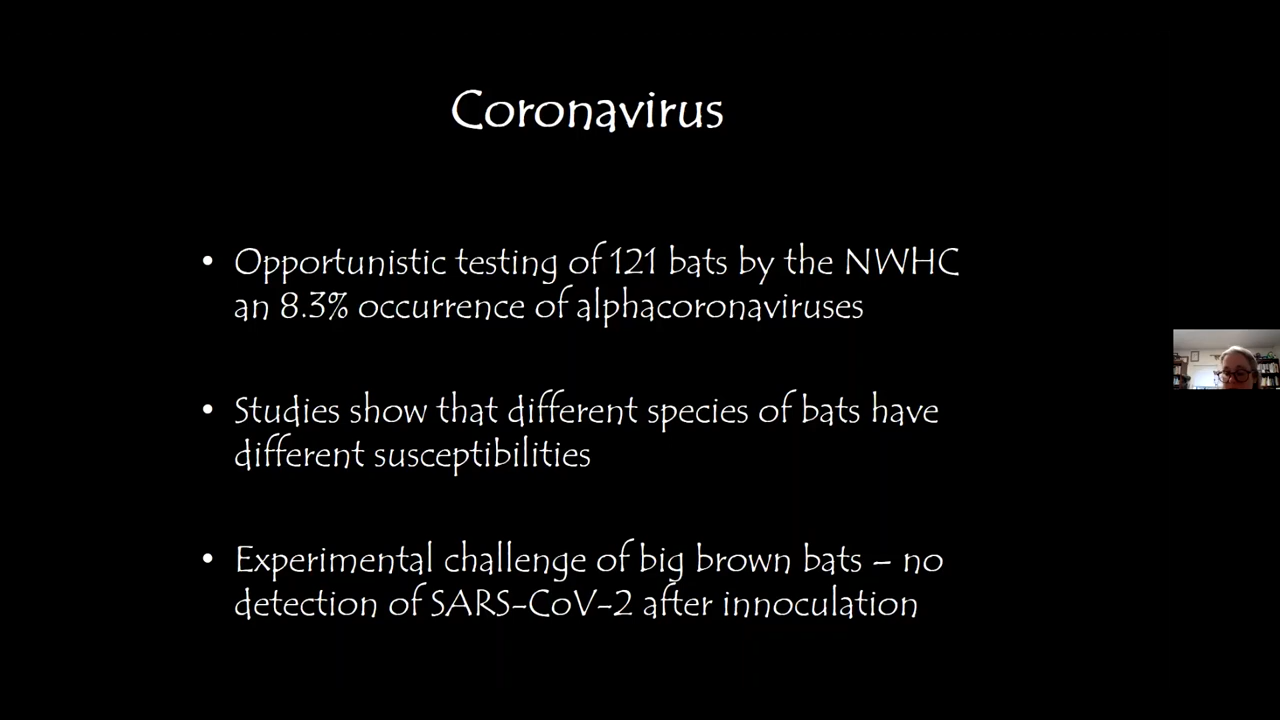 Coronavirus
• Opportunistic testing of 121 bats by the NWHC
an 8.3% occurrence of alphacoronaviruses
• Studies show that different species of bats have
different susceptibilities
• Experimental challenge of big brown bats – no
detection of SARS-CoV-2 after innoculation